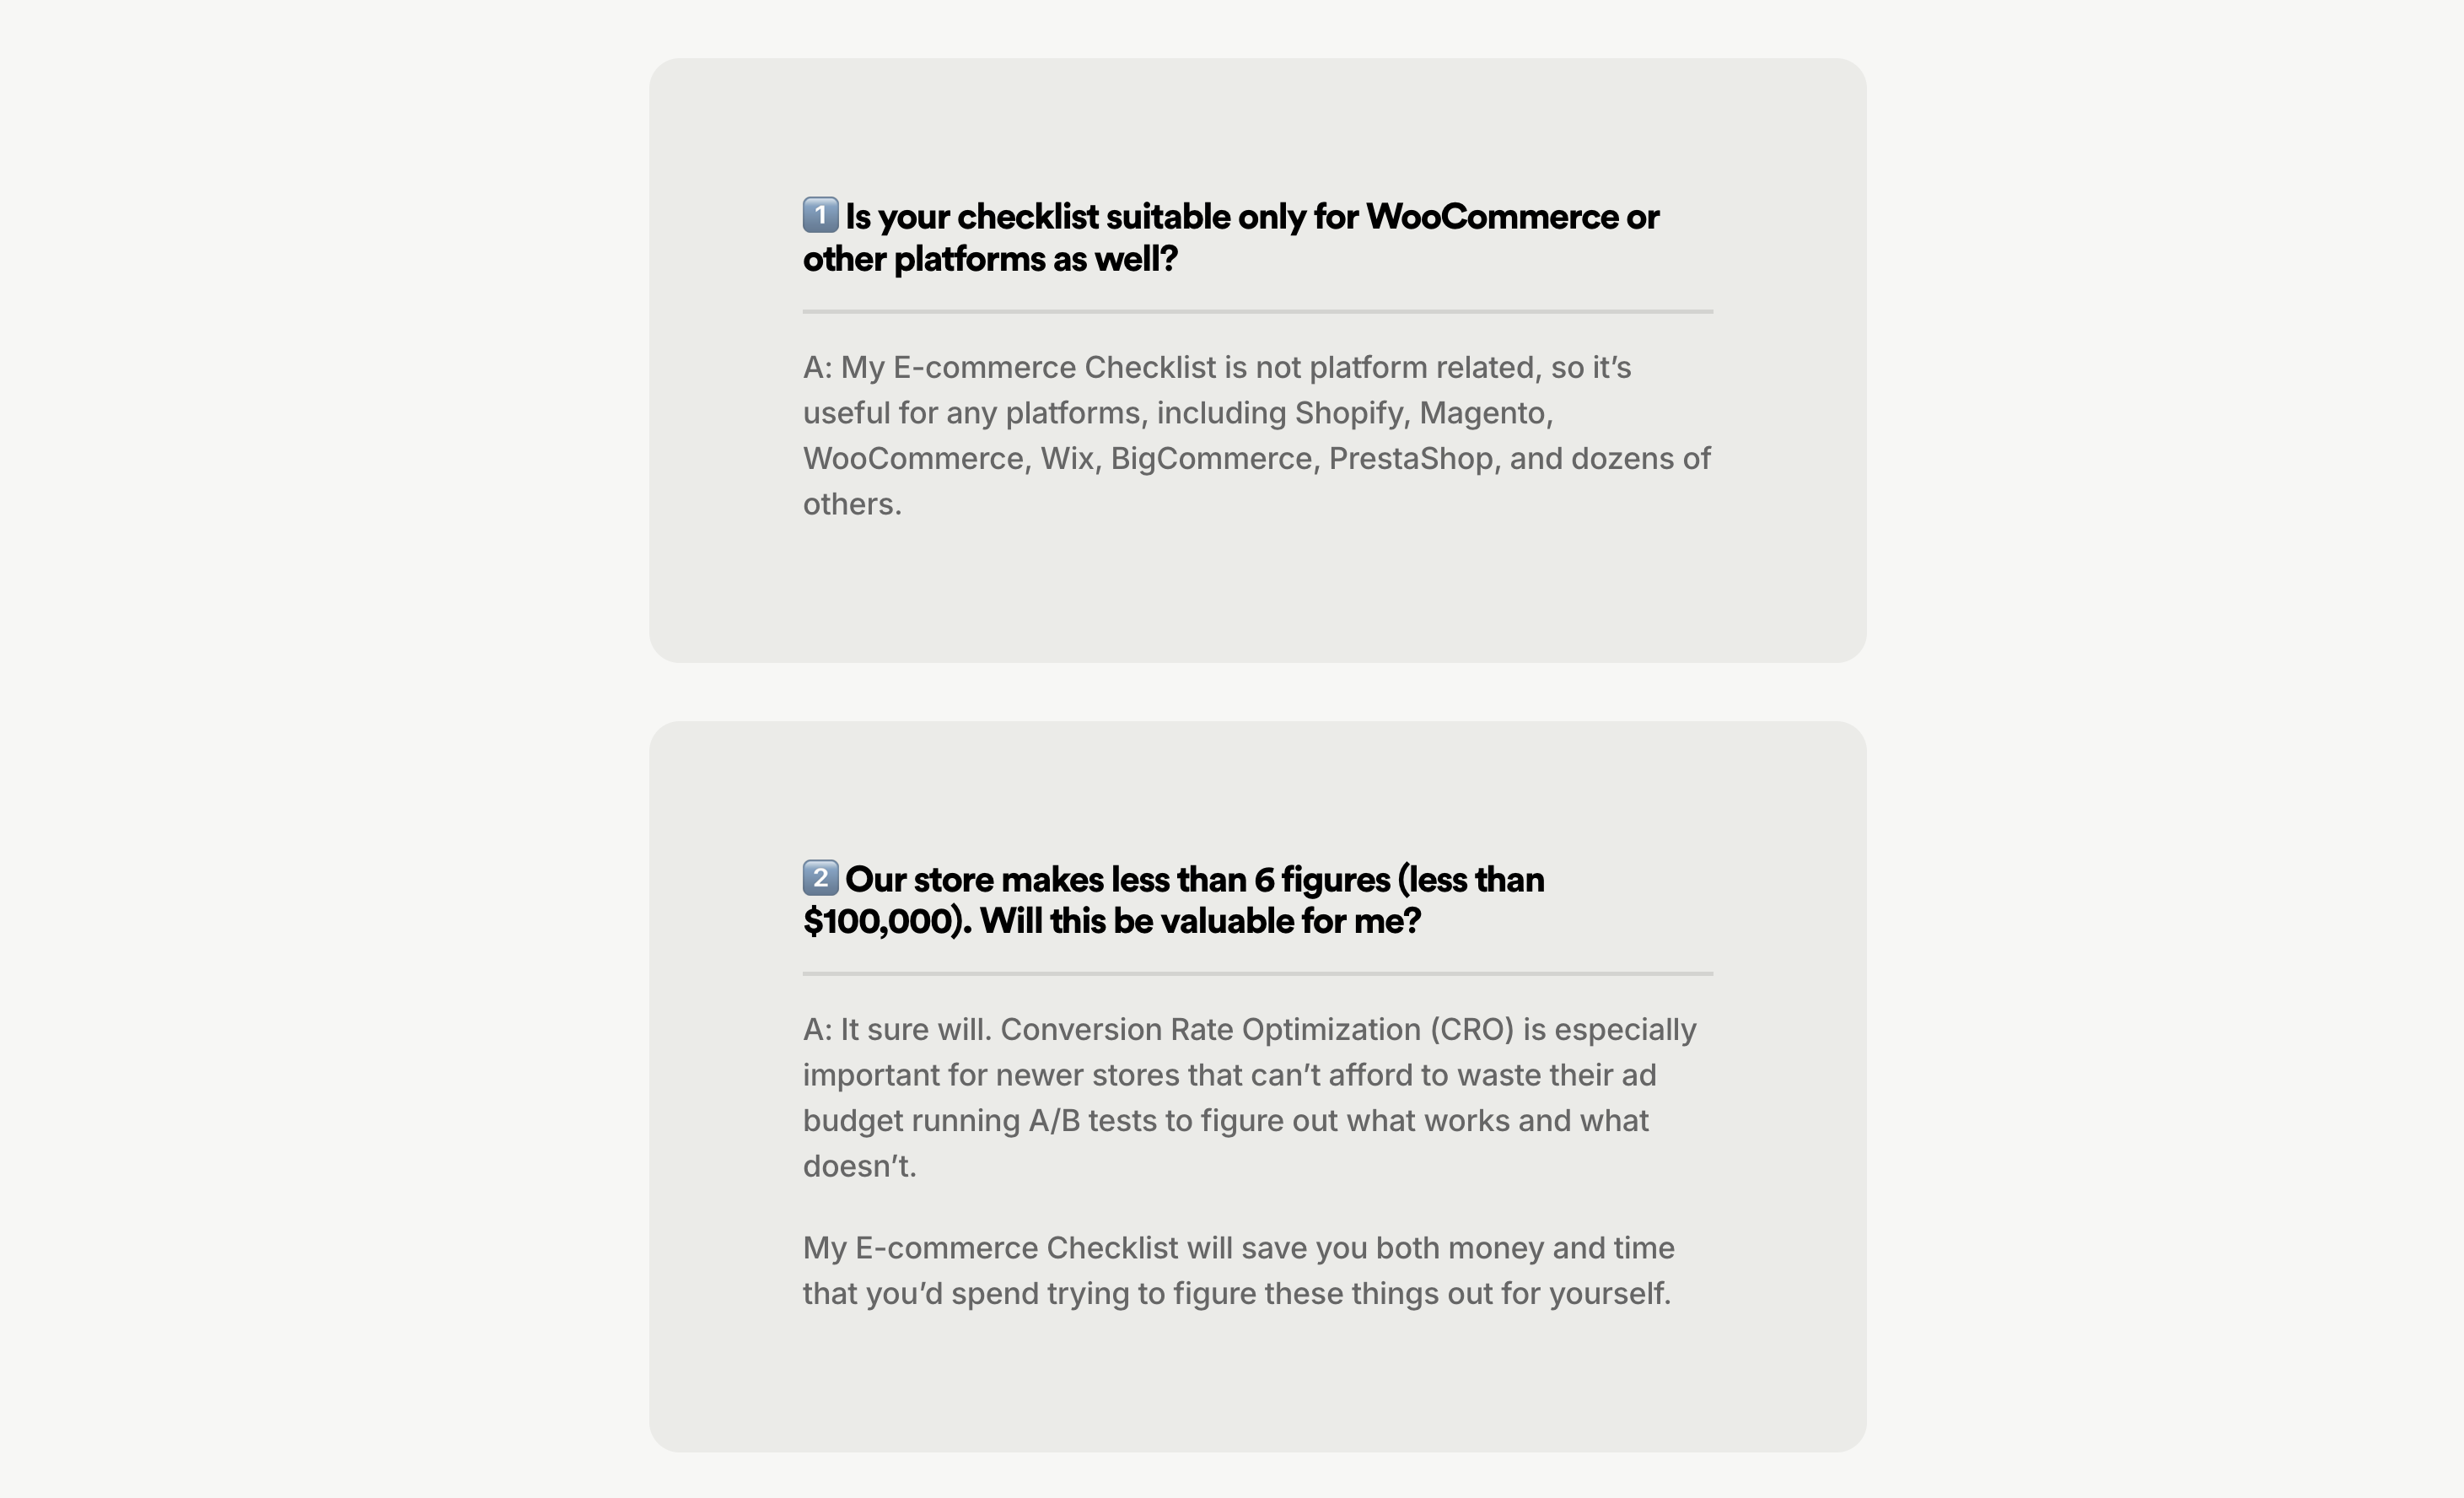 1️⃣ Is your checklist suitable only for WooCommerce or
other platforms as well?
A: My E-commerce Checklist is not platform related, so it’s
useful for any platforms, including Shopify, Magento,
WooCommerce, Wix, BigCommerce, PrestaShop, and dozens of
others.
2️⃣ Our store makes less than 6 figures (less than
$100,000). Will this be valuable for me?
A: It sure will. Conversion Rate Optimization (CRO) is especially
important for newer stores that can’t afford to waste their ad
budget running A/B tests to figure out what works and what
doesn’t.
My E-commerce Checklist will save you both money and time
that you’d spend trying to figure these things out for yourself.